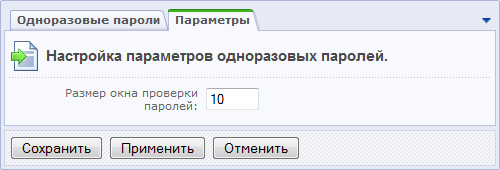 Одноразовые пароли Параметры
Настройка параметров одноразовых паролей.
Размер окна проверки
паролей: 10
Сохранить Применить Отменить